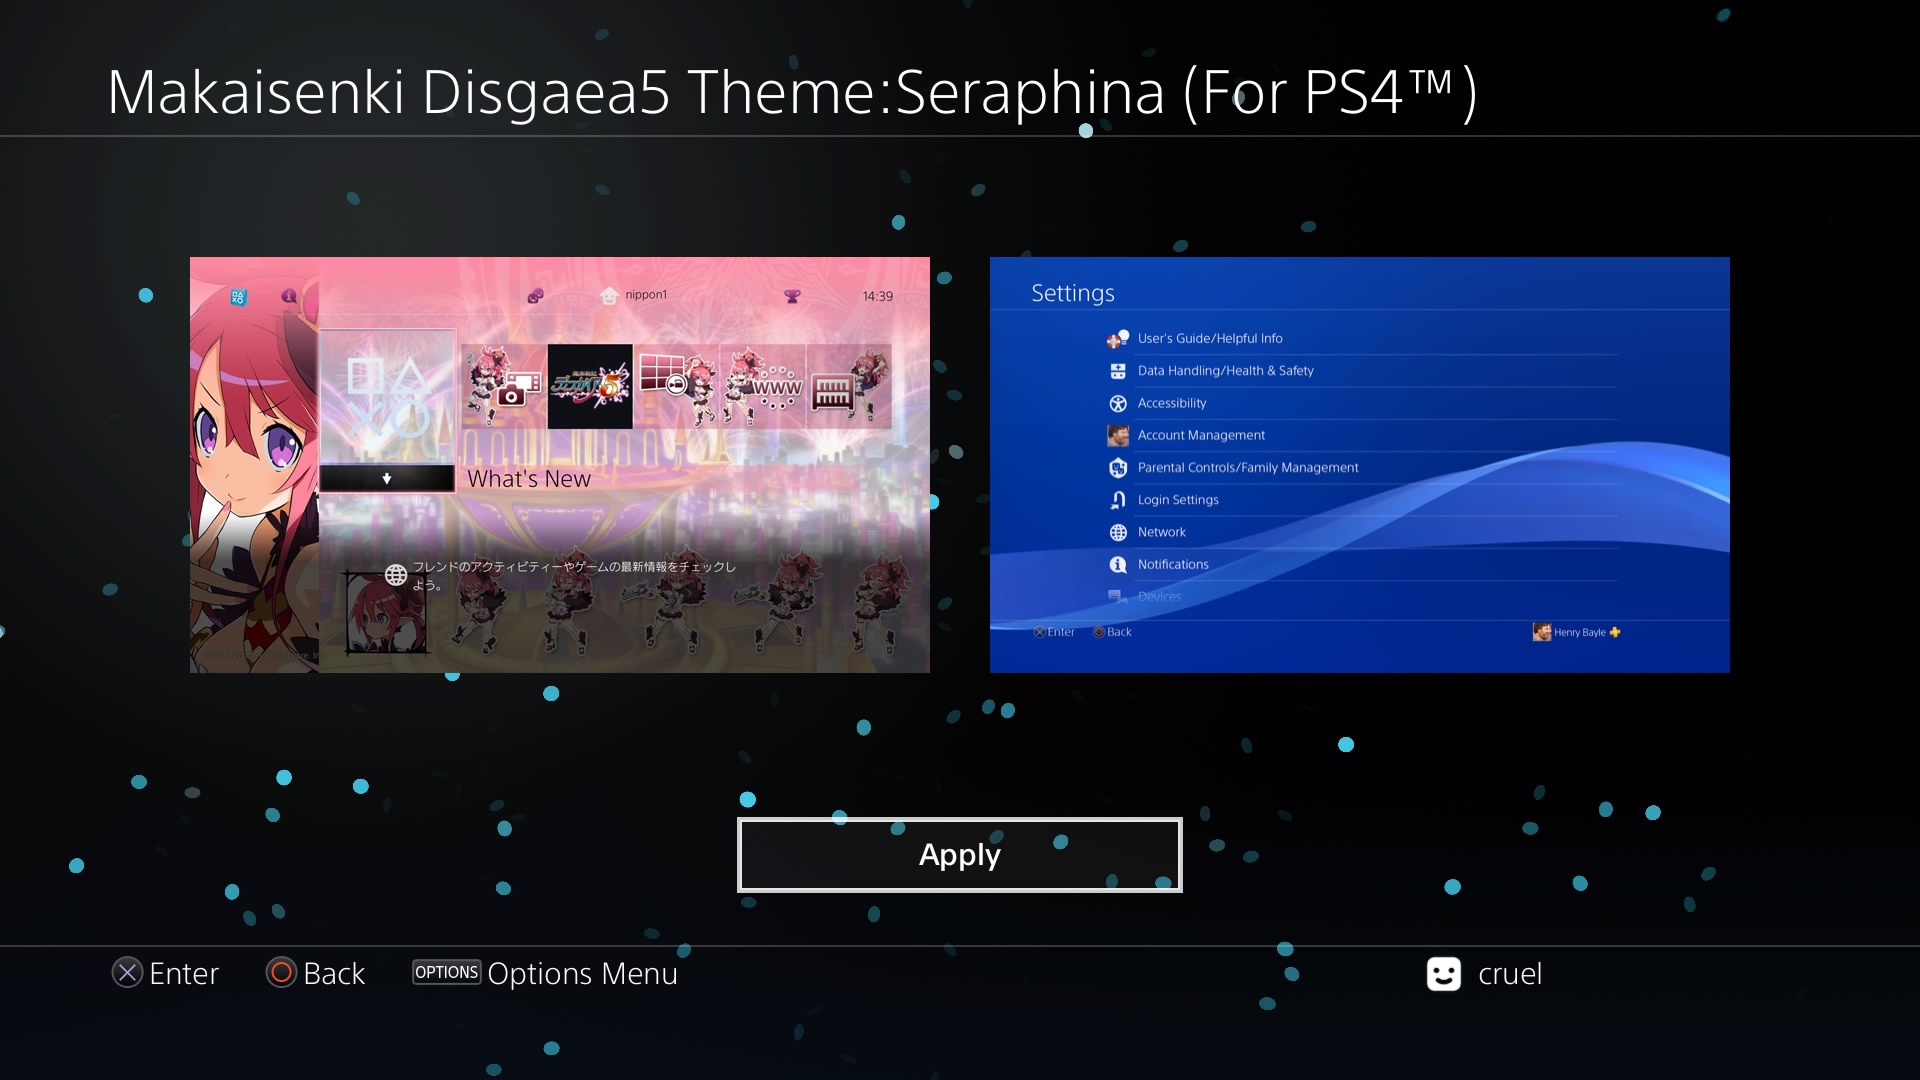 Makaisenki Disgaea5 Theme:Seraphina (For PS4™)
nippon1
14:39
WWW
What's New
フレンドのアクティビティーやゲームの最新情報をチェックし
よう。
Settings
User's Guide/Helpful Info
Data Handling/Health & Safety
Accessibility
Account Management
Parental Controls/Family Management
Login Settings
Network
Notifications
Devices
Enter
Back
Henry Bayle
Apply
Enter
Back
OPTIONS Options Menu
cruel